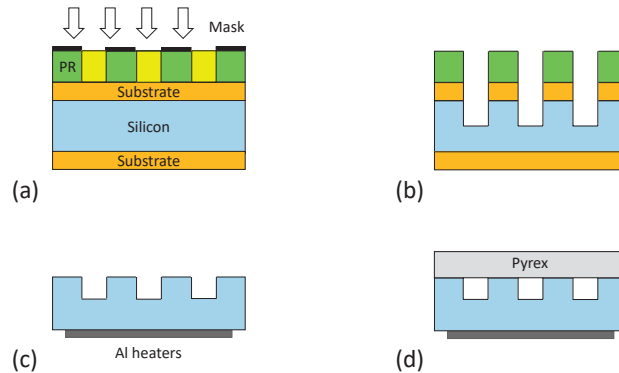 Mask
PR
Substrate
Silicon
Substrate
(a)
(b)
Pyrex
Al heaters
(c)
(d)